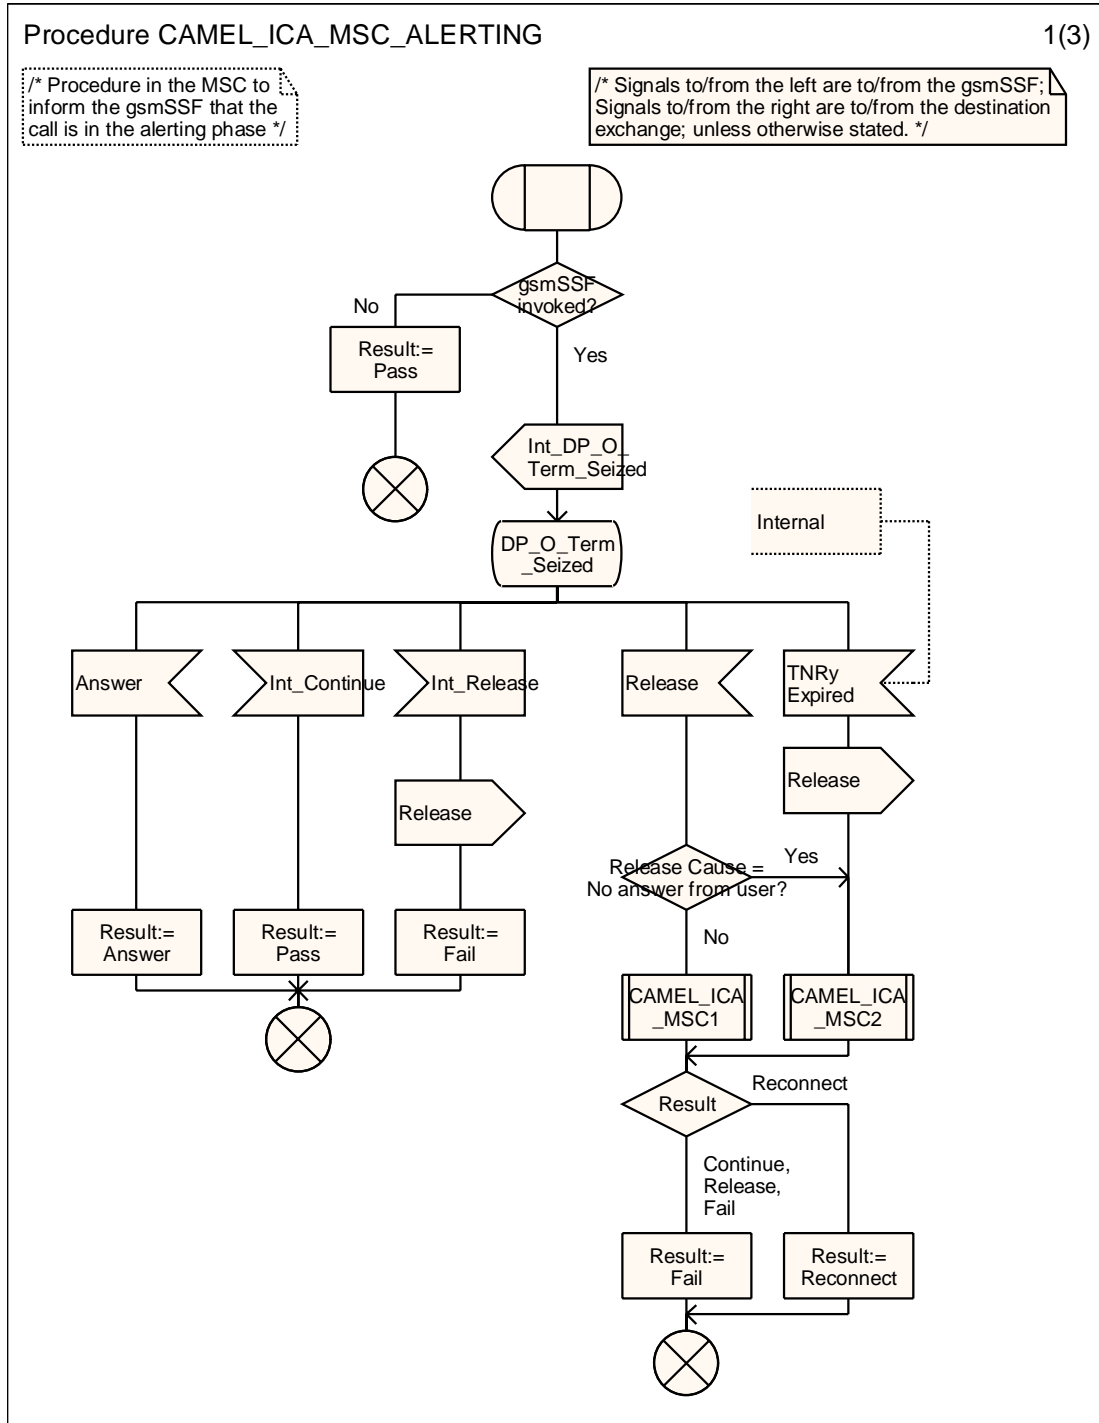 Procedure CAMEL_ICA_MSC_ALERTING
1(3)
/* Procedure in the MSC to
inform the gsmSSF that the
call is in the alerting phase */
/* Signals to/from the left are to/from the gsmSSF;
Signals to/from the right are to/from the destination
exchange; unless otherwise stated. */
gsmSSF
invoked?
No
Result:=
Pass
Yes
Int_DP_O_
Term_Seized
Internal
DP_O_Term
_Seized
Answer
Int_Continue
Int_Release
Release
TNRy
Expired
Release
Release
Release Cause =
No answer from user?
Yes
No
Result:=
Answer
Result:=
Pass
Result:=
Fail
CAMEL_ICA
_MSC1
CAMEL_ICA
_MSC2
Result
Reconnect
Continue,
Release,
Fail
Result:=
Fail
Result:=
Reconnect